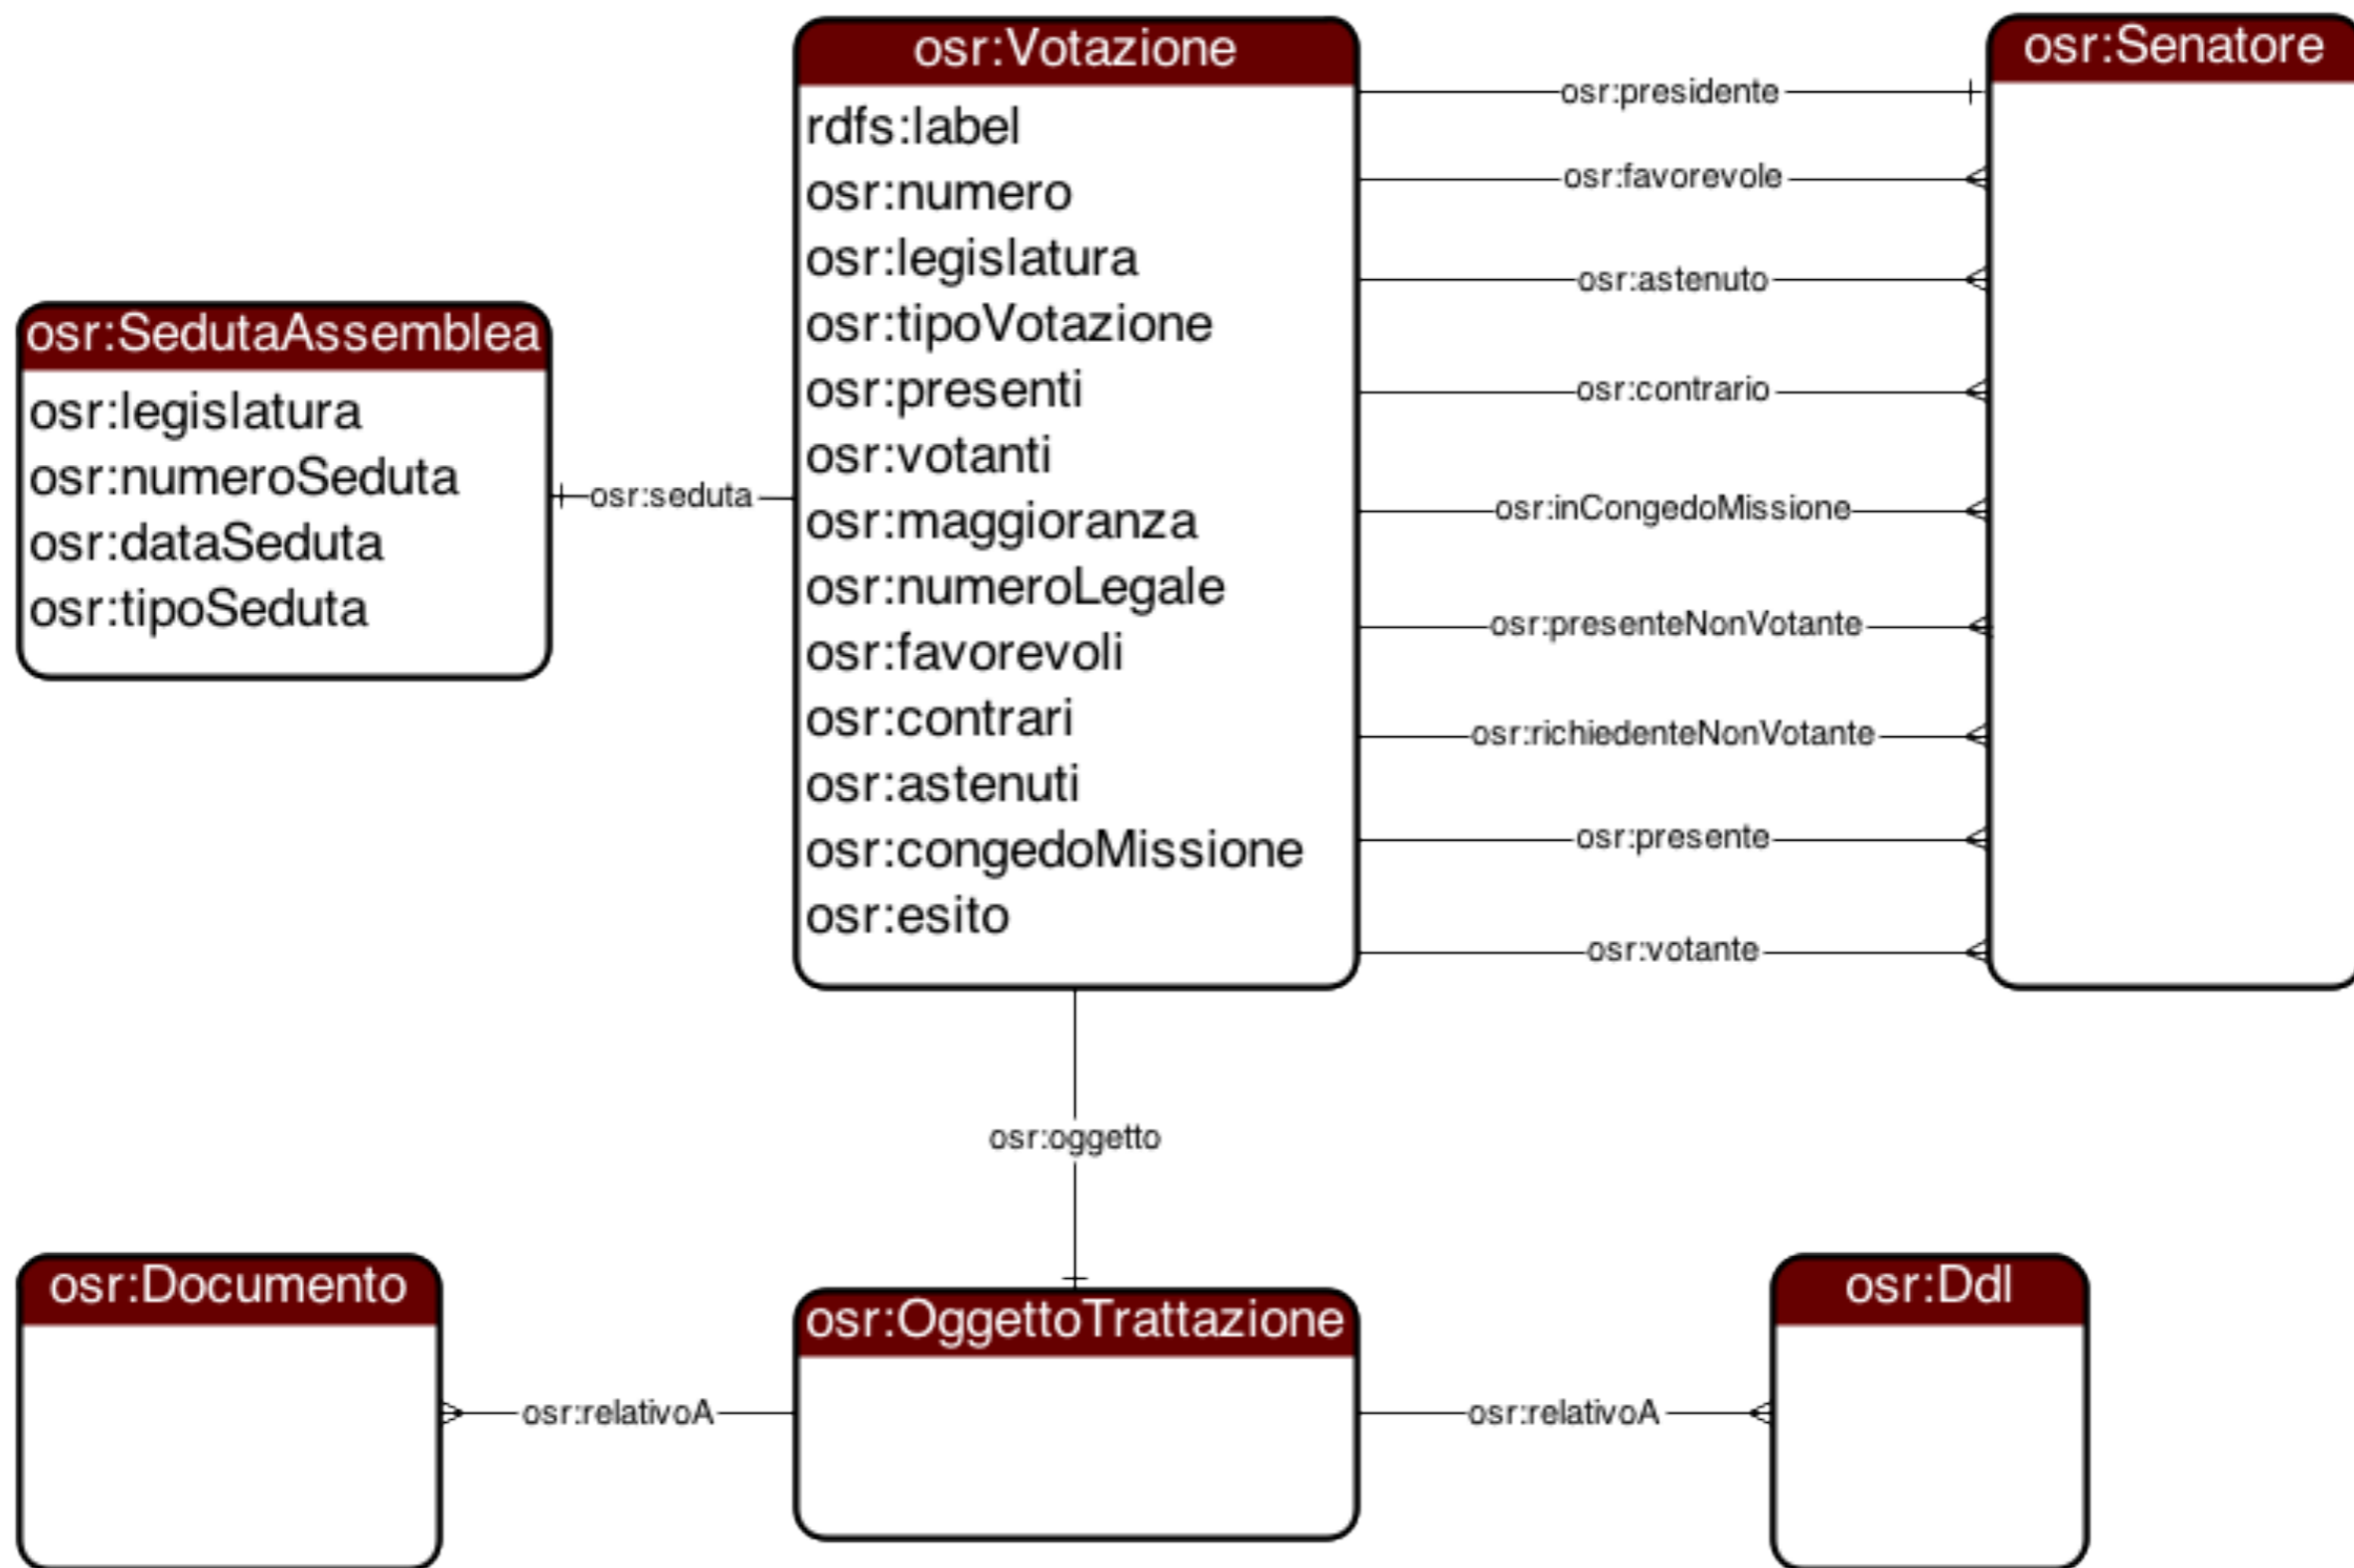 osr:Votazione
rdfs:label
osr:numero
osr:legislatura
osr:tipoVotazione
osr:presenti
osr:votanti
osr:maggioranza
osr:numeroLegale
osr:favorevoli
osr:contrari
osr:astenuti
osr:congedoMissione
osr:esito
osr:Senatore
osr:presidente
osr:favorevole
osr:astenuto
osr:contrario
osr:inCongedoMissione
osr:presenteNonVotante
osr:richiedenteNonVotante
osr:presente
osr:votante
osr:SedutaAssemblea
osr:legislatura
osr:numeroSeduta
osr:dataSeduta
osr:tipoSeduta
osr:seduta
osr:oggetto
osr:Documento
osr:relativoA
osr:OggettoTrattazione
osr:relativoA
osr:Ddl